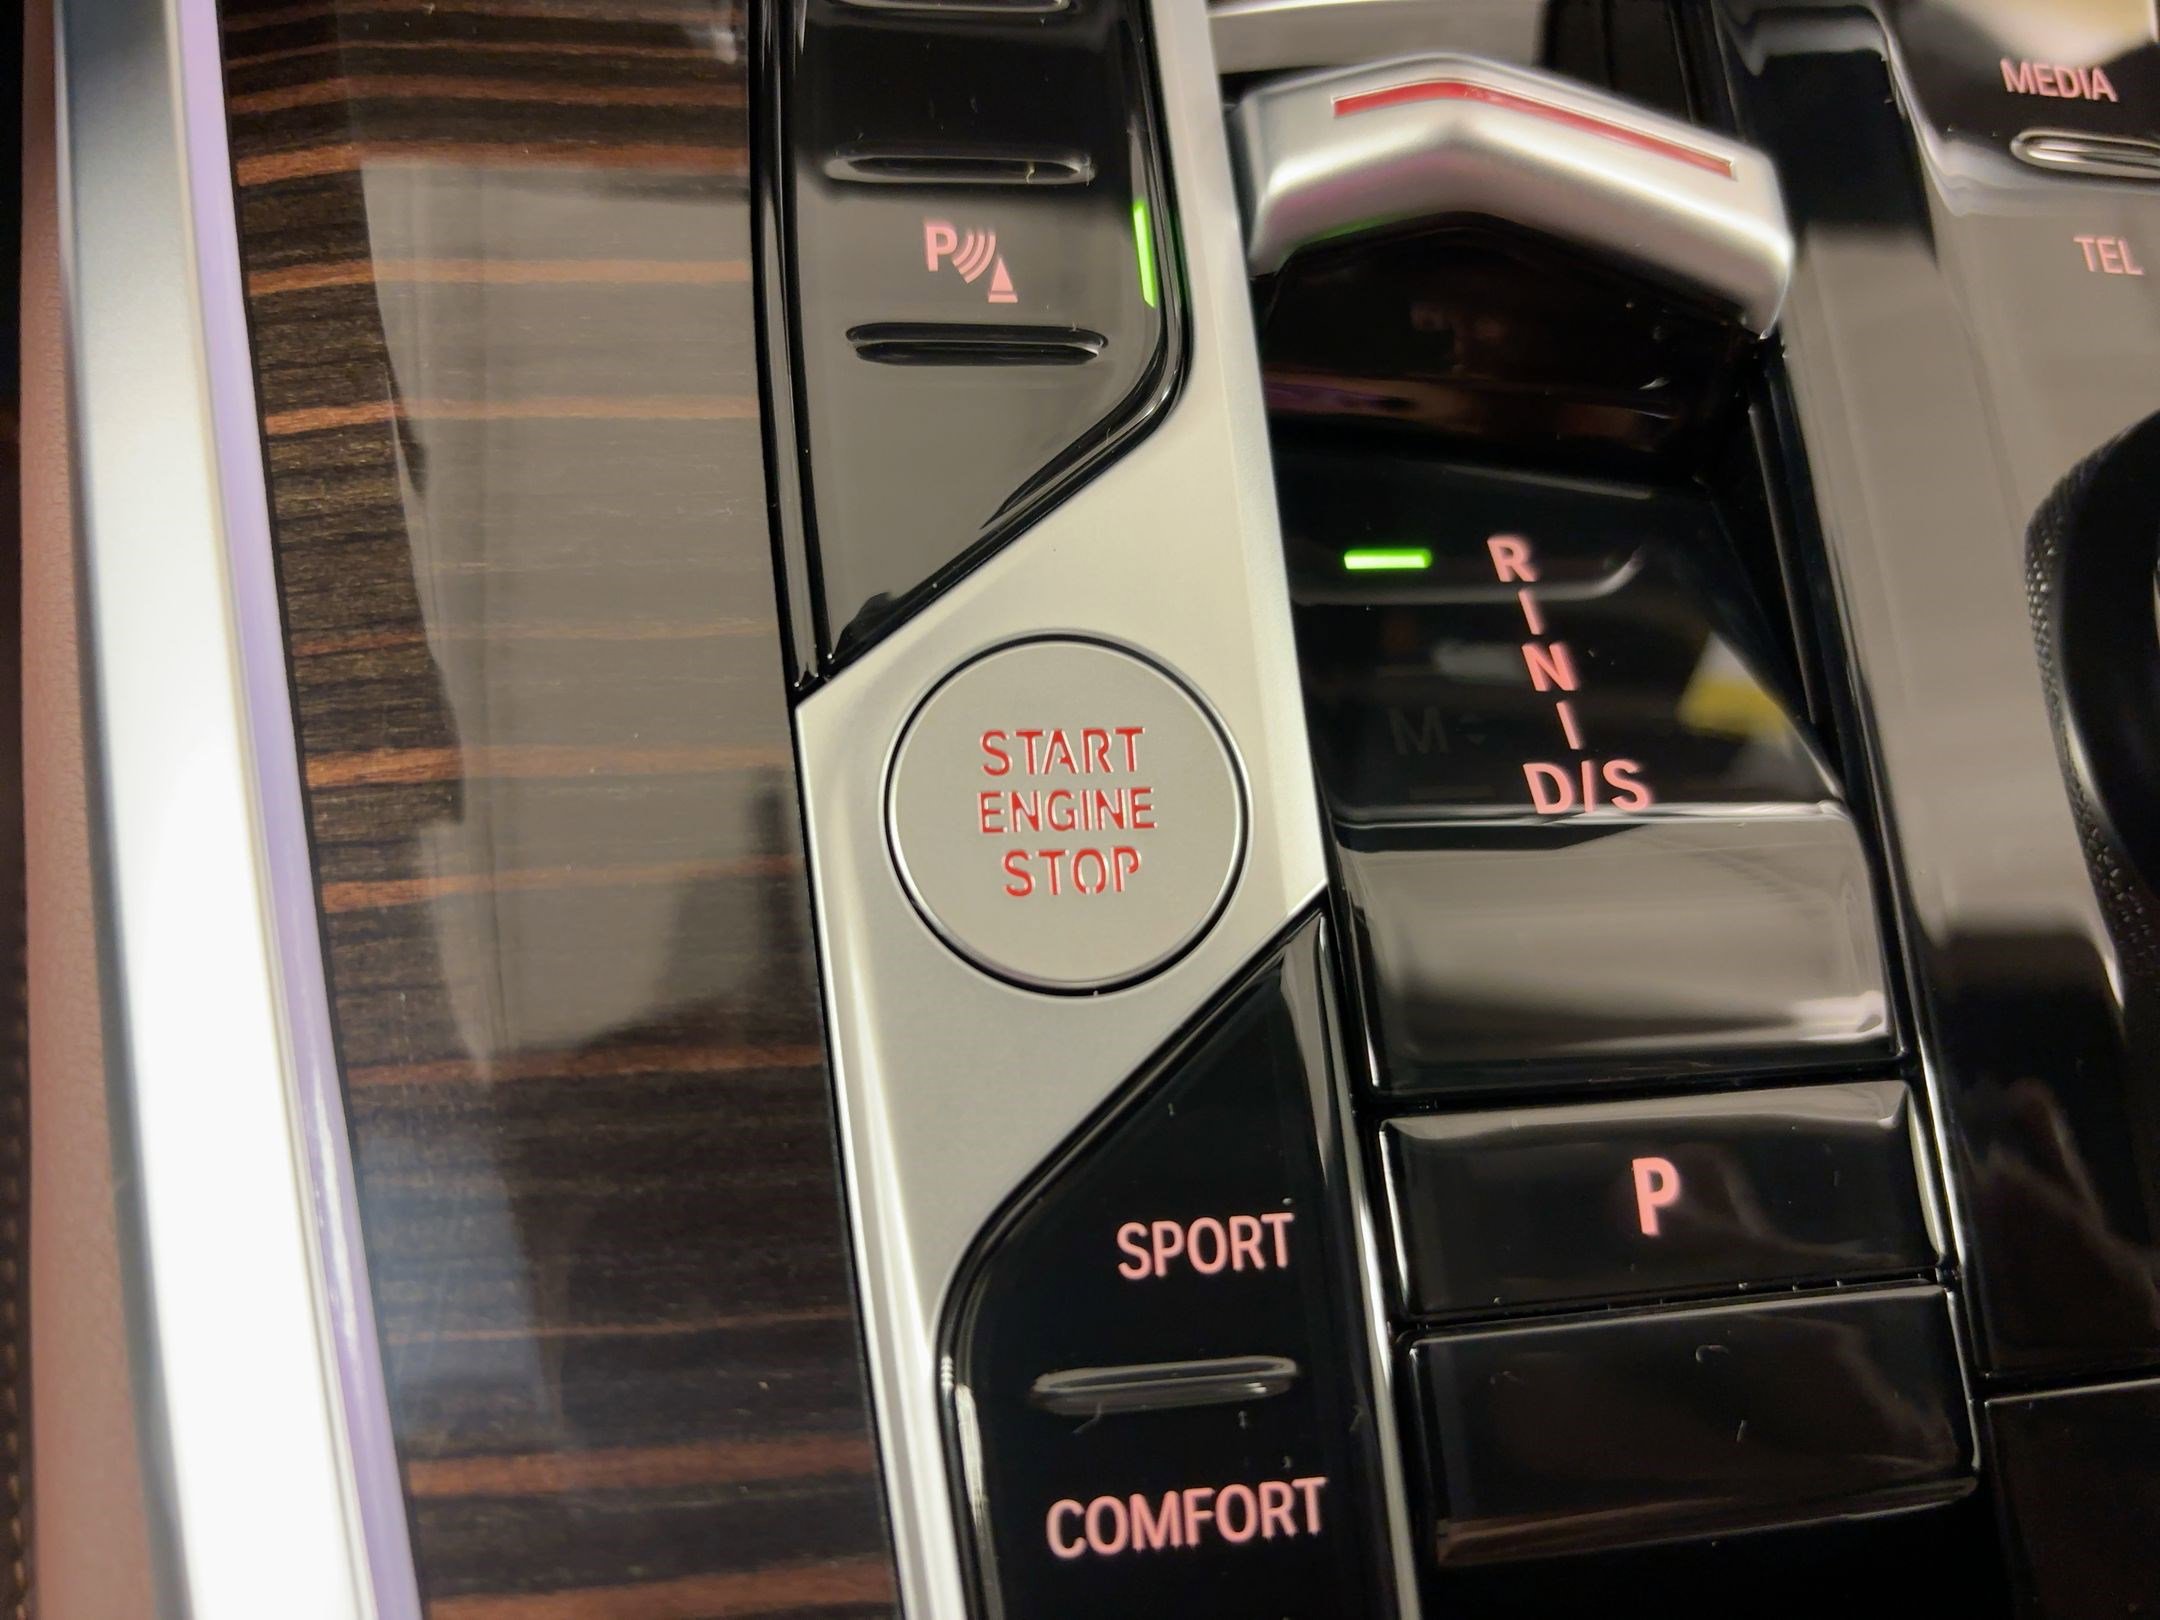 MEDIA
P
TEL
R
N
M
D/S
START
ENGINE
STOP
P
SPORT
COMFORT